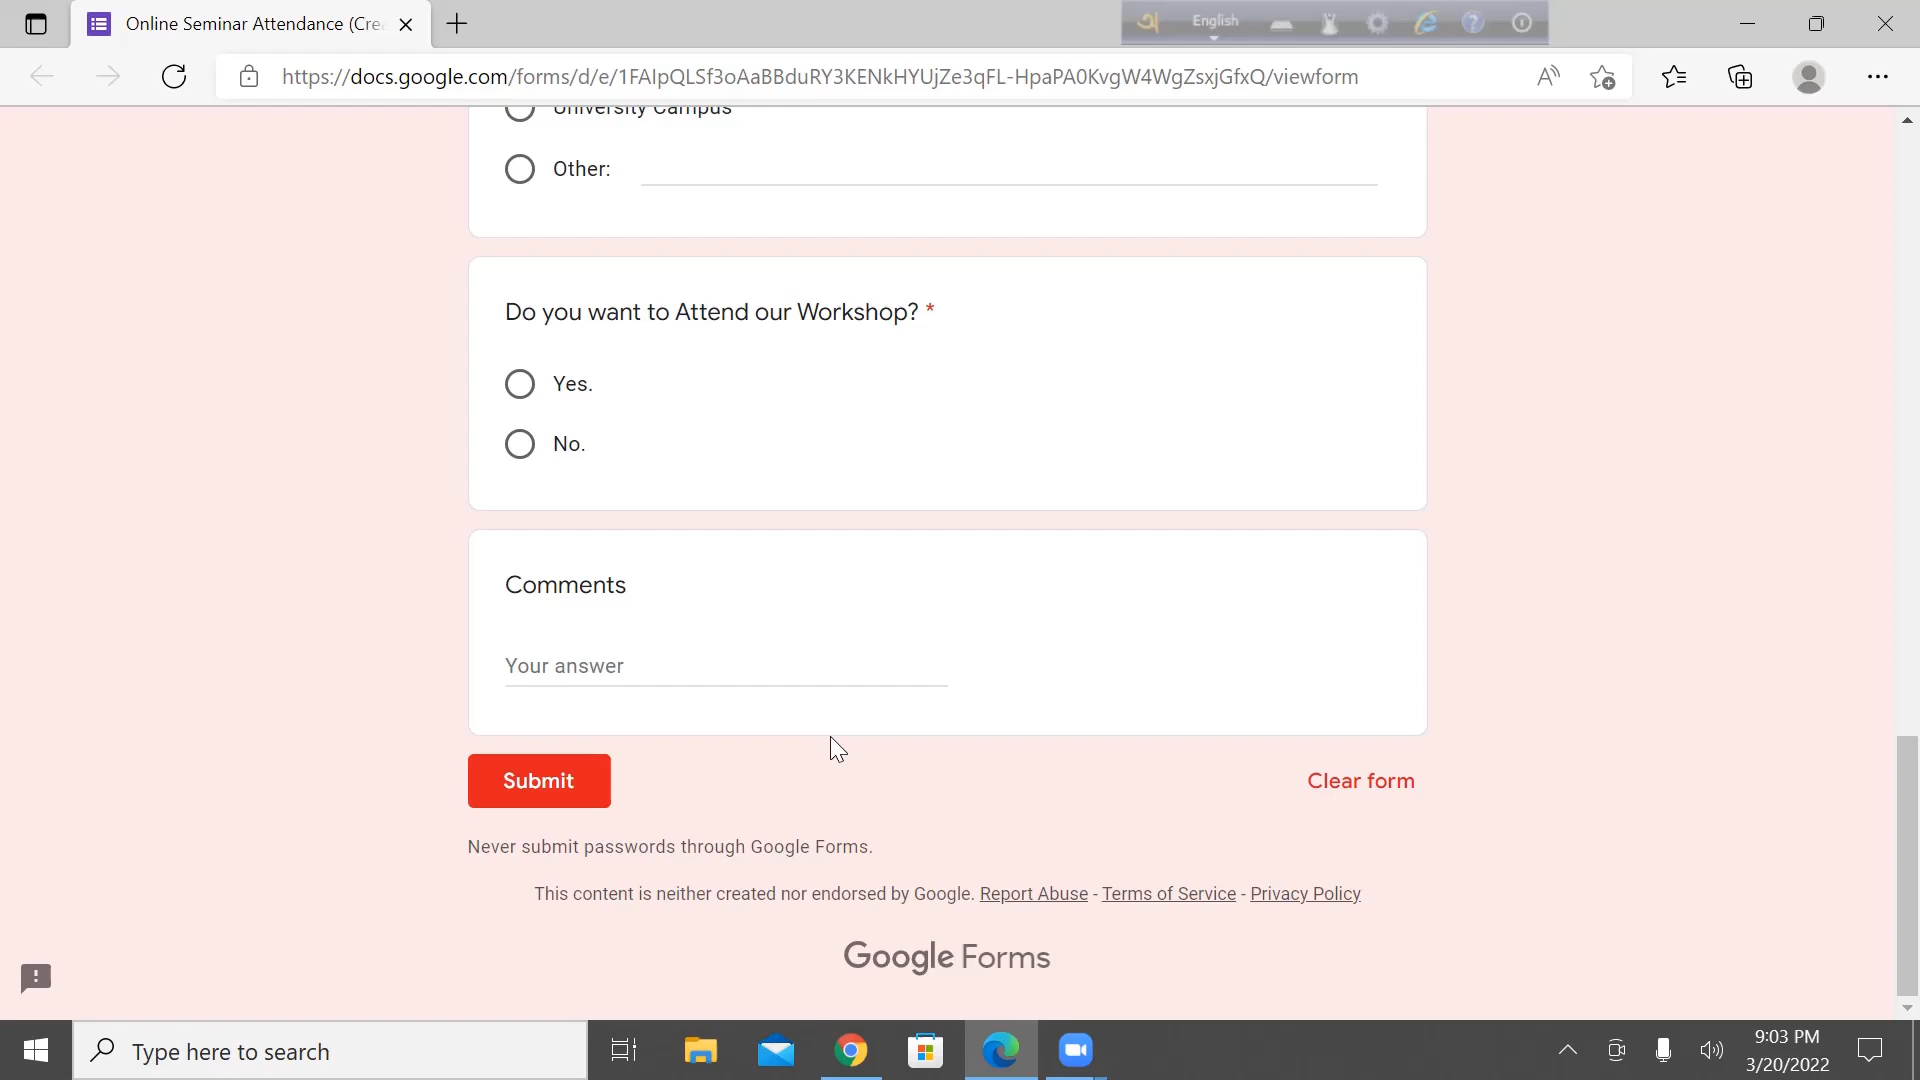 Online Seminar Attendance (Cre
অ English
https://docs.google.com/forms/d/e/1FAIpQLSf3oAaBBduRY3KENkHYUjZe3qFL-HpaPA0KvgW4WgZsxjGfxQ/viewform
University Campus
Other:
Do you want to Attend our Workshop? *
Yes.
No.
Comments
Your answer
Submit
Clear form
Never submit passwords through Google Forms.
This content is neither created nor endorsed by Google. Report Abuse - Terms of Service - Privacy Policy
Google Forms
Type here to search
9:03 PM
3/20/2022